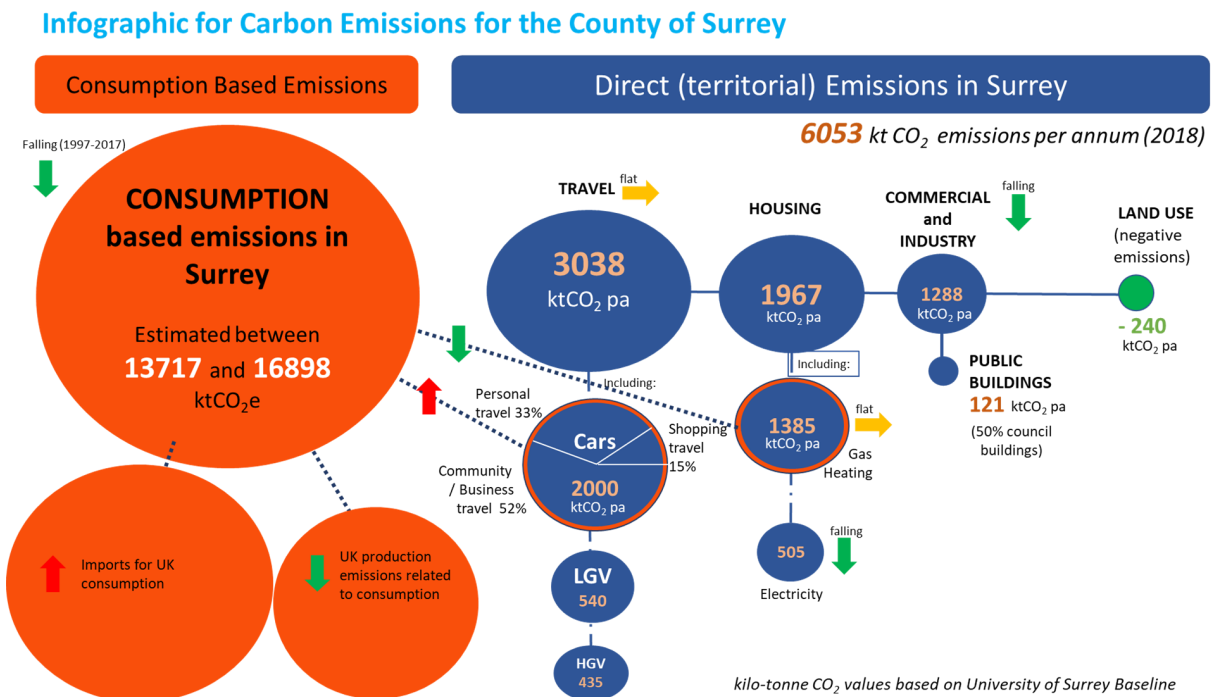 Infographic for Carbon Emissions for the County of Surrey
Consumption Based Emissions
Direct (territorial) Emissions in Surrey
6053 kt CO₂ emissions per annum (2018)
Falling (1997-2017)
CONSUMPTION
based emissions in
Surrey
Estimated between
13717 and 16898
ktCO₂e
Imports for UK
consumption
UK production
emissions related
to consumption
TRAVEL
flat
3038
ktCO₂ pa
Including:
Personal
travel 33%
Shopping
travel
15%
Community
/ Business
travel 52%
Cars
2000
ktCO₂ pa
LGV
540
HGV
435
HOUSING
1967
ktCO₂ pa
Including:
1385
ktCO₂ pa
flat
Gas
Heating
505
falling
Electricity
COMMERCIAL
and
INDUSTRY
falling
1288
ktCO₂ pa
PUBLIC
BUILDINGS
121 ktCO₂ pa
(50% council
buildings)
LAND USE
(negative
emissions)
- 240
ktCO₂ pa
kilo-tonne CO₂ values based on University of Surrey Baseline